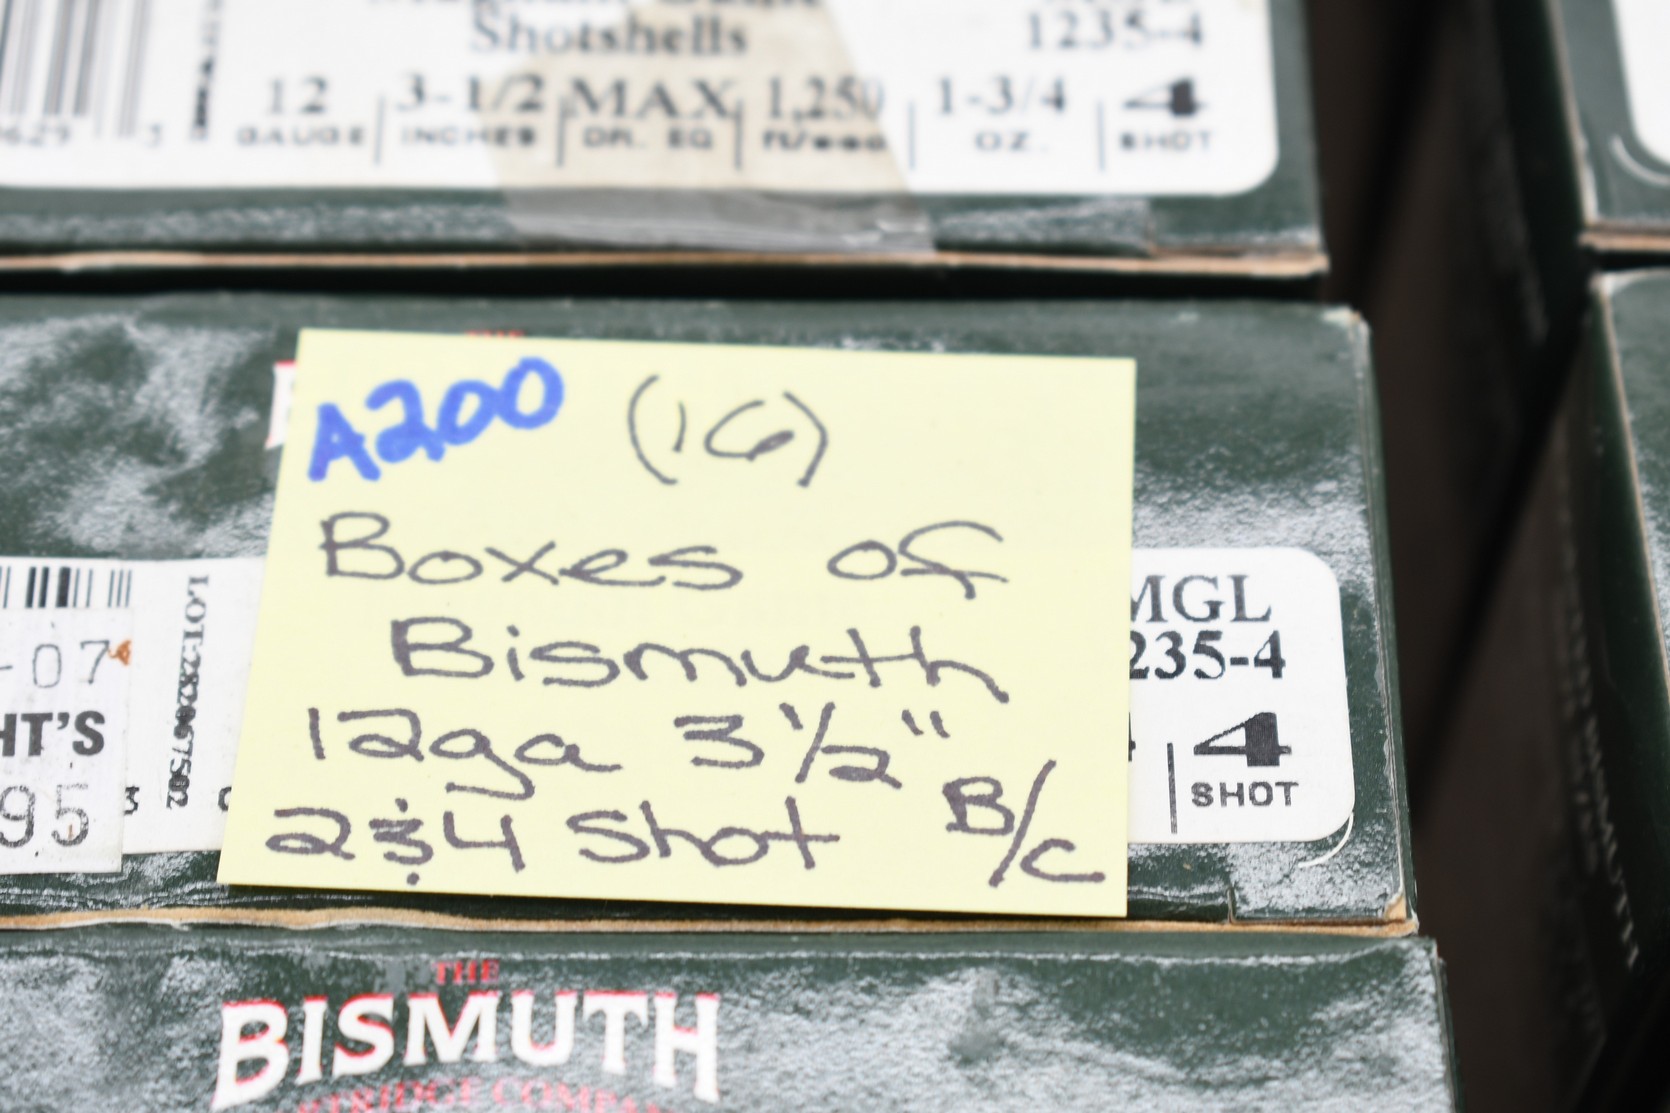 Shotshells
1235-4
12 3-1/2 MAX 1,250 1-3/4 4
GAUGE INCHES DR. EQ ft/sec OZ. SHOT
A200 (16)
Boxes of
Bismuth
12ga 3 1/2"
2 & 4 Shot B/C
MGL
235-4
4
SHOT
-07
HT'S
95
THE
BISMUTH